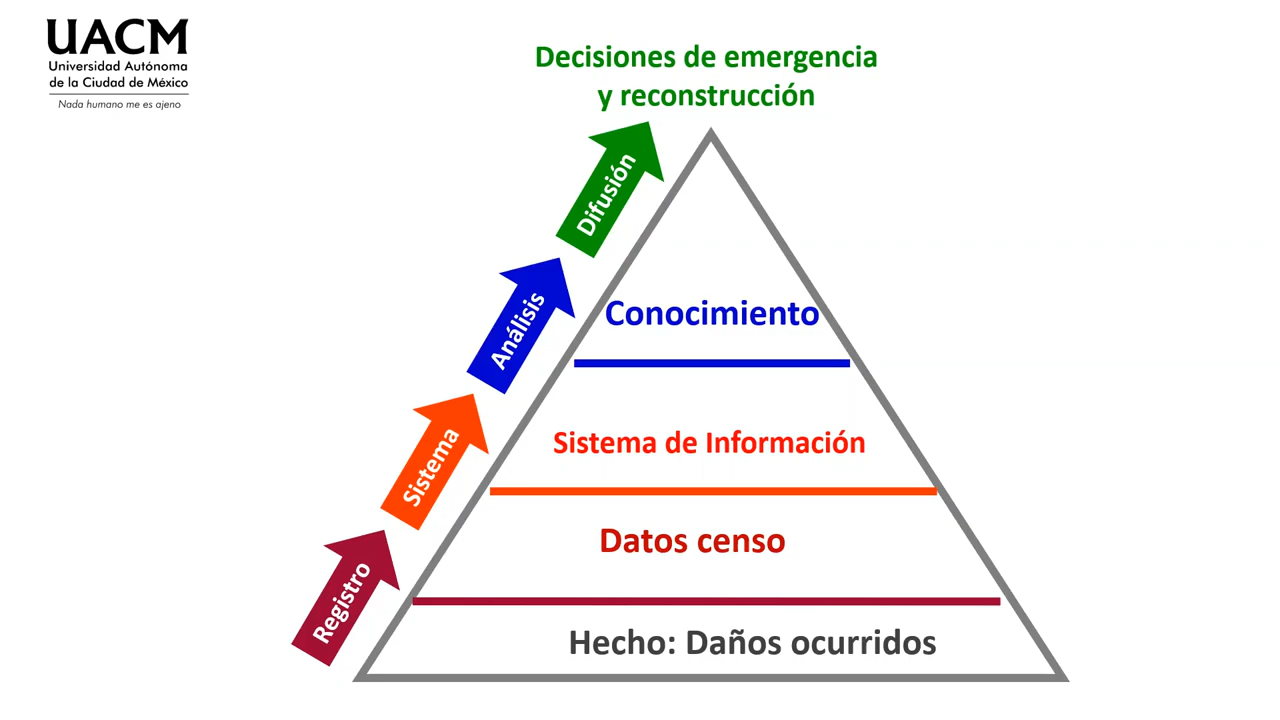 UACM
Universidad Autónoma
de la Ciudad de México
Nada humano me es ajeno
Decisiones de emergencia
y reconstrucción
Difusión
Conocimiento
Análisis
Sistema de Información
Sistema
Datos censo
Registro
Hecho: Daños ocurridos